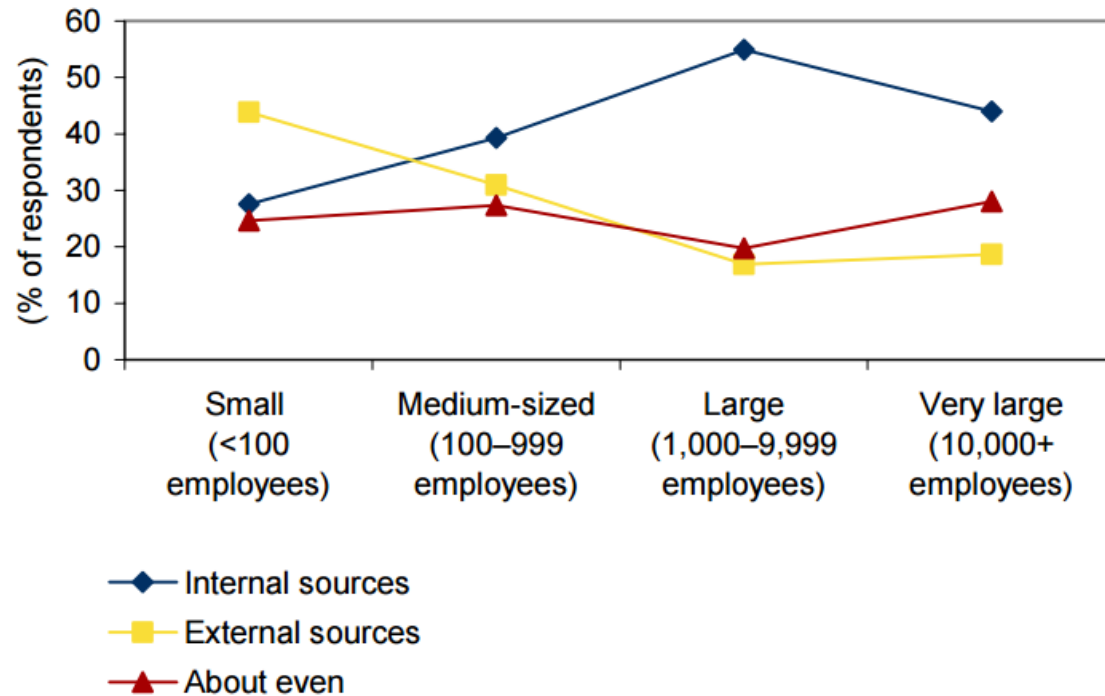 60
50
40
30
20
10
0
(% of respondents)
Small
(<100
employees)
Medium-sized
(100–999
employees)
Large
(1,000–9,999
employees)
Very large
(10,000+
employees)
Internal sources
External sources
About even